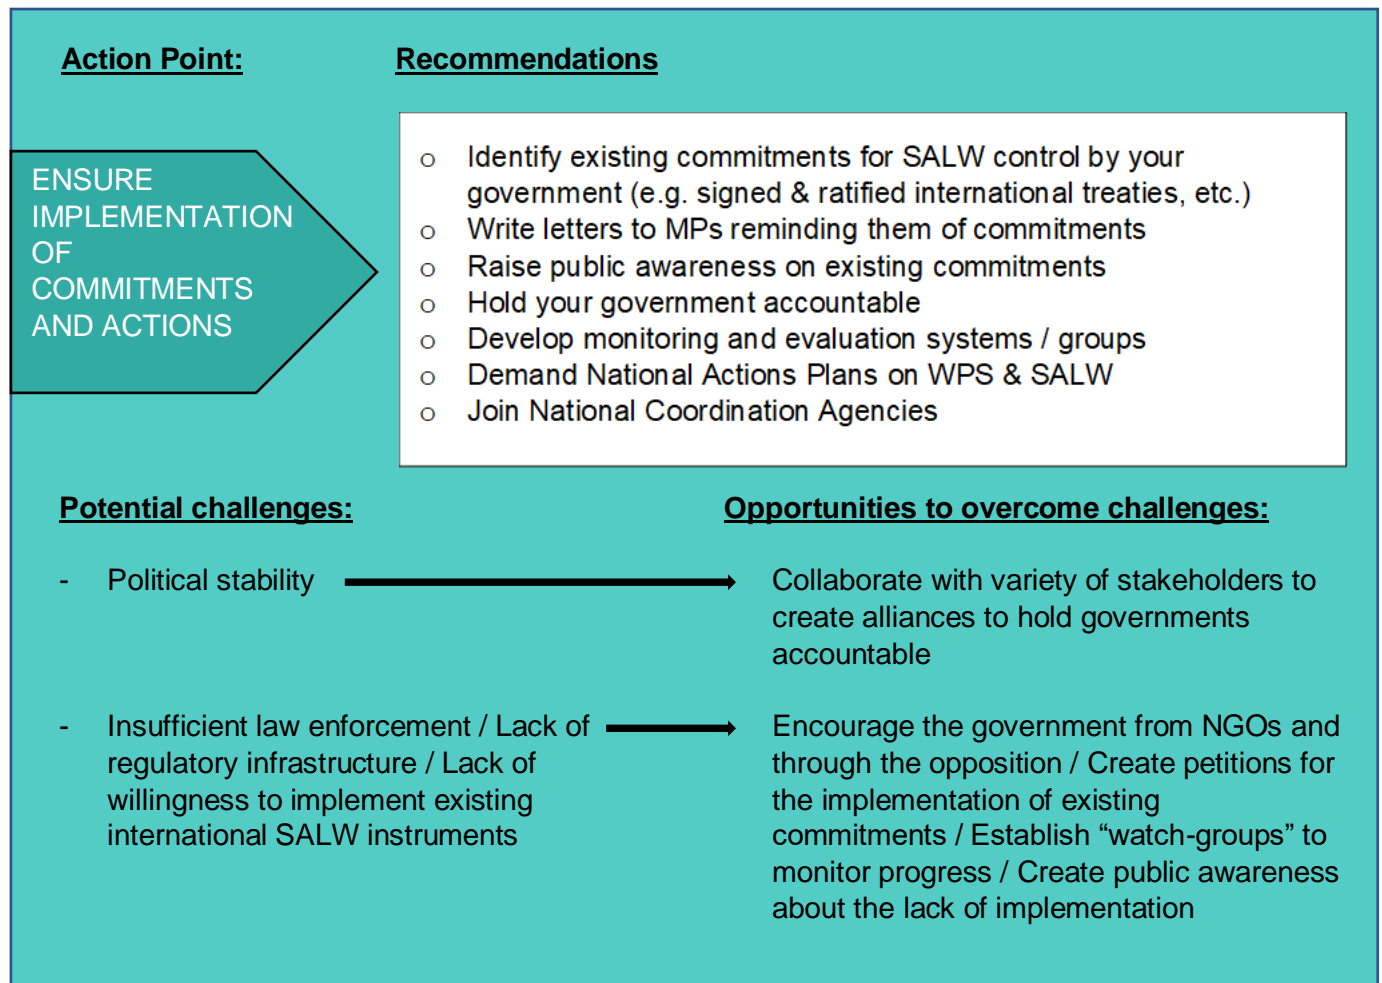 Action Point:
Recommendations
ENSURE
IMPLEMENTATION
OF
COMMITMENTS
AND ACTIONS
o Identify existing commitments for SALW control by your
government (e.g. signed & ratified international treaties, etc.)
o Write letters to MPs reminding them of commitments
o Raise public awareness on existing commitments
o Hold your government accountable
o Develop monitoring and evaluation systems / groups
o Demand National Actions Plans on WPS & SALW
o Join National Coordination Agencies
Potential challenges:
Opportunities to overcome challenges:
- Political stability
Collaborate with variety of stakeholders to
create alliances to hold governments
accountable
- Insufficient law enforcement / Lack of
regulatory infrastructure / Lack of
willingness to implement existing
international SALW instruments
Encourage the government from NGOs and
through the opposition / Create petitions for
the implementation of existing
commitments / Establish “watch-groups” to
monitor progress / Create public awareness
about the lack of implementation